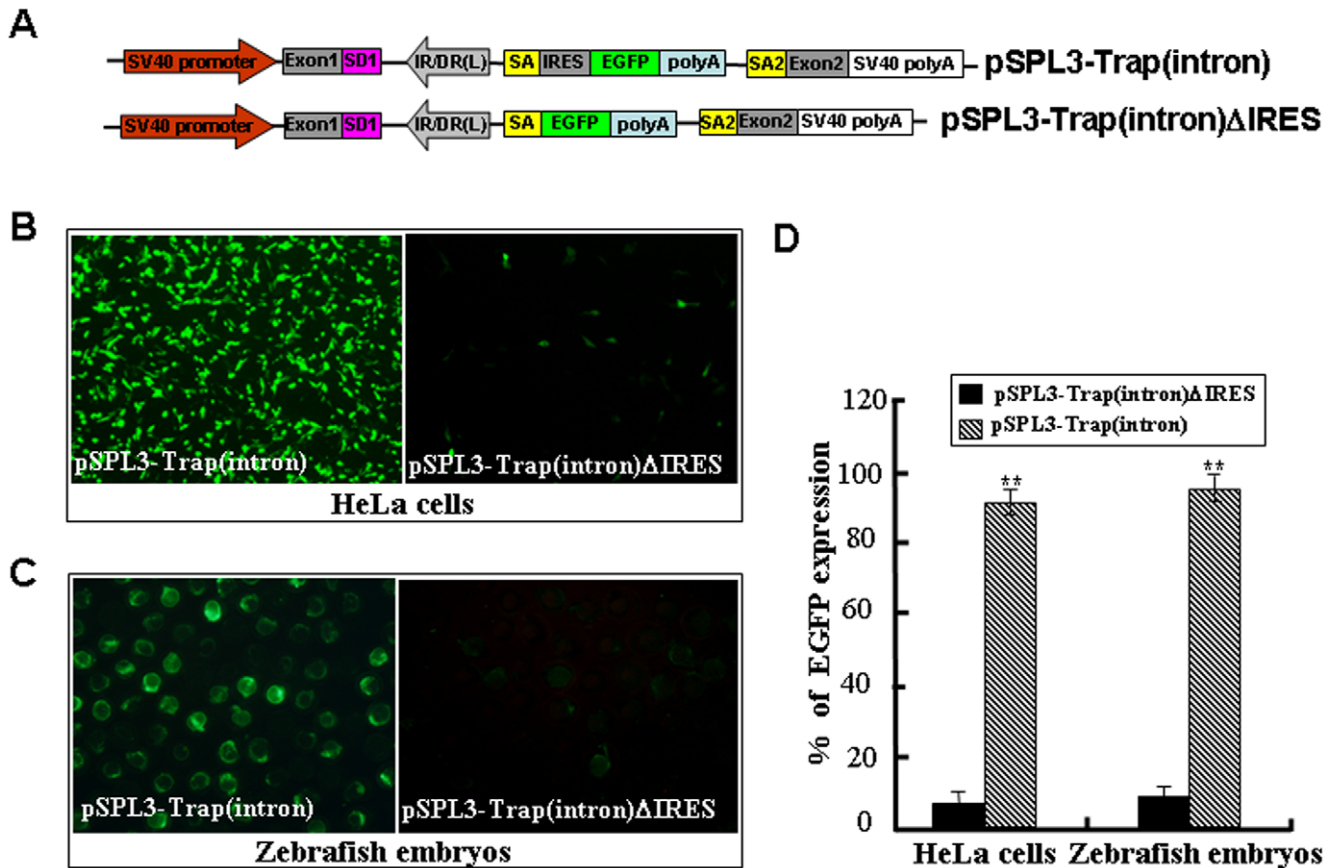 A
SV40 promoter Exon1 SD1 IR/DR(L) SA IRES EGFP polyA SA2 Exon2 SV40 polyA pSPL3-Trap(intron)
SV40 promoter Exon1 SD1 IR/DR(L) SA EGFP polyA SA2 Exon2 SV40 polyA pSPL3-Trap(intron)ΔIRES
B
pSPL3-Trap(intron) pSPL3-Trap(intron)ΔIRES
HeLa cells
C
pSPL3-Trap(intron) pSPL3-Trap(intron)ΔIRES
Zebrafish embryos
D
pSPL3-Trap(intron)ΔIRES
pSPL3-Trap(intron)
% of EGFP expression
120
100
80
60
40
20
0
** **
HeLa cells Zebrafish embryos